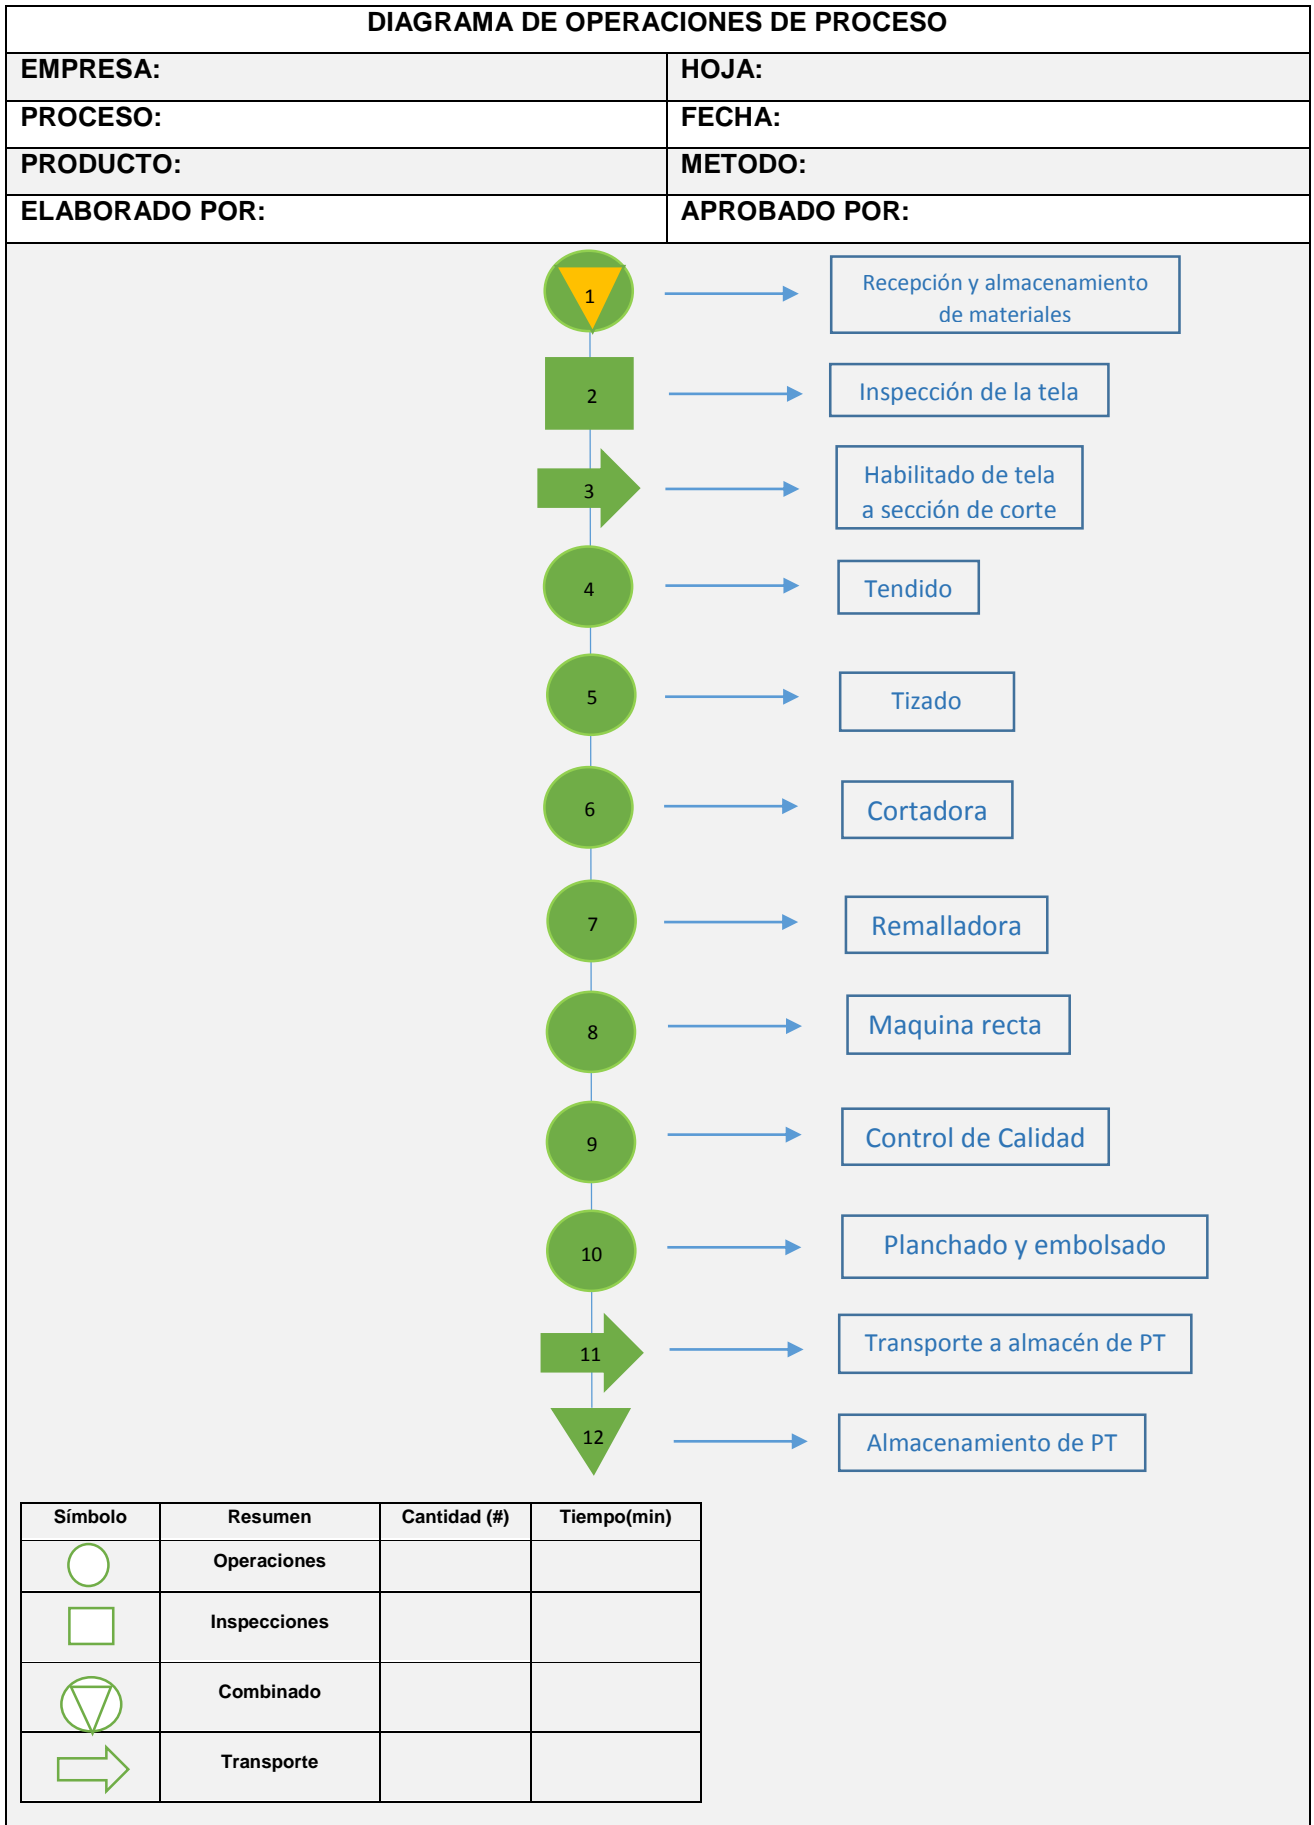 DIAGRAMA DE OPERACIONES DE PROCESO
EMPRESA:
HOJA:
PROCESO:
FECHA:
PRODUCTO:
METODO:
ELABORADO POR:
APROBADO POR:
1
Recepción y almacenamiento
de materiales
2
Inspección de la tela
3
Habilitado de tela
a sección de corte
4
Tendido
5
Tizado
6
Cortadora
7
Remalladora
8
Maquina recta
9
Control de Calidad
10
Planchado y embolsado
11
Transporte a almacén de PT
12
Almacenamiento de PT
Símbolo
Resumen
Cantidad (#)
Tiempo(min)
Operaciones
Inspecciones
Combinado
Transporte